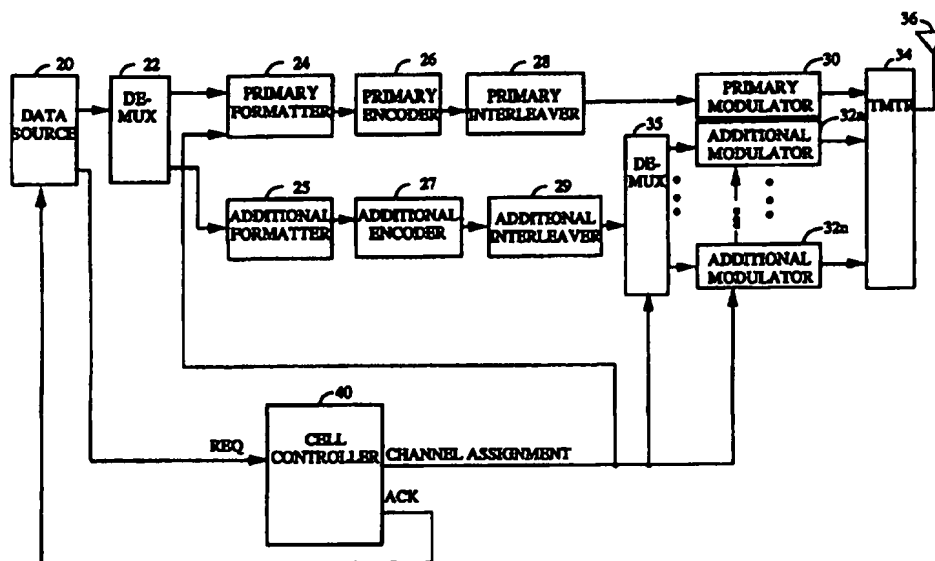 36
20
22
24
26
28
30
34
DATA
SOURCE
DE-
MUX
PRIMARY
FORMATTER
PRIMARY
ENCODER
PRIMARY
INTERLEAVER
PRIMARY
MODULATOR
TMTR
32a
35
DE-
MUX
ADDITIONAL
MODULATOR
25
27
29
ADDITIONAL
FORMATTER
ADDITIONAL
ENCODER
ADDITIONAL
INTERLEAVER
32n
ADDITIONAL
MODULATOR
40
REQ
CELL
CONTROLLER
CHANNEL ASSIGNMENT
ACK